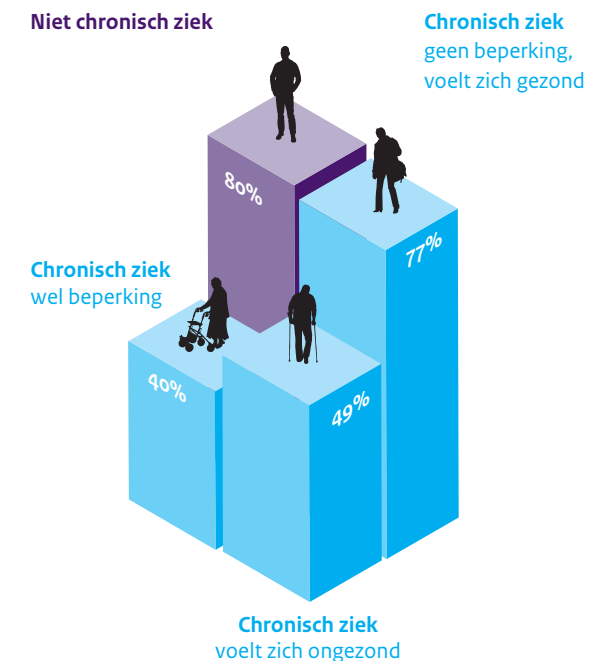 Niet chronisch ziek
Chronisch ziek
geen beperking,
voelt zich gezond
80%
77%
Chronisch ziek
wel beperking
40%
49%
Chronisch ziek
voelt zich ongezond